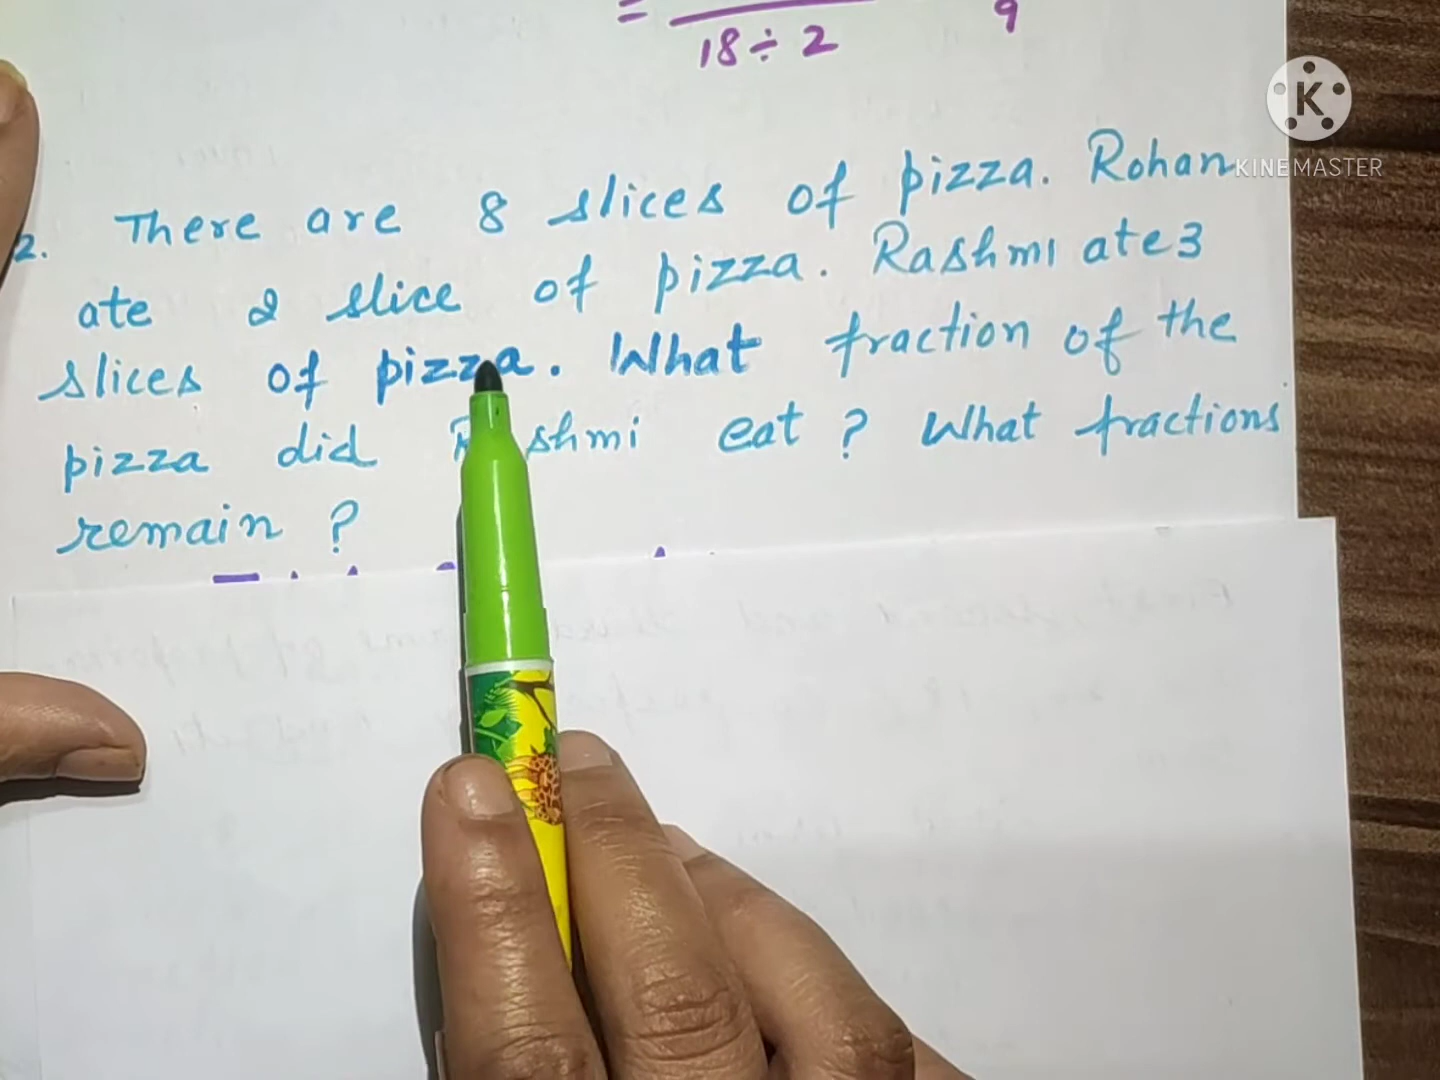 = 9
18 ÷ 2
K
KINEMASTER
2. There are 8 slices of pizza. Rohan
ate 2 slice of pizza. Rashmi ate 3
slices of pizza. What fraction of the
pizza did Rashmi eat? What fractions
remain?